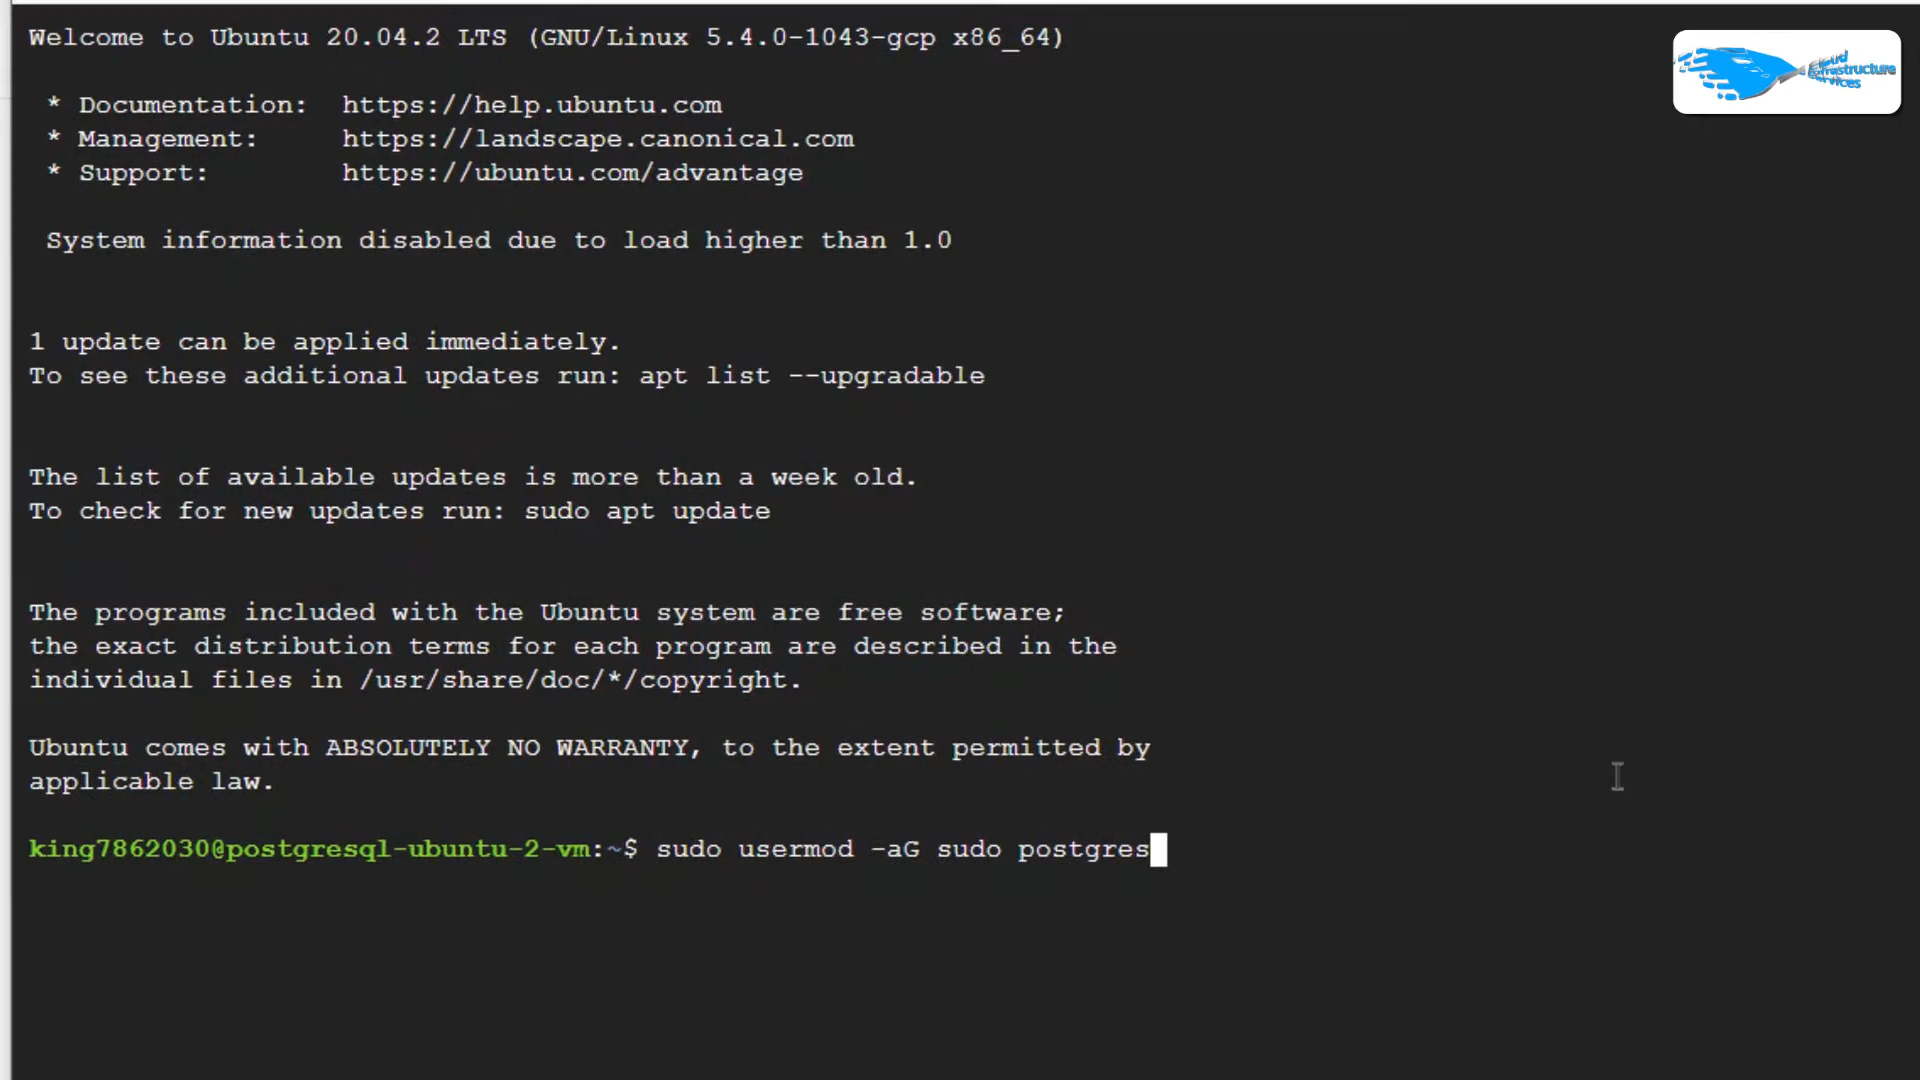 Welcome to Ubuntu 20.04.2 LTS (GNU/Linux 5.4.0-1043-gcp x86_64)
* Documentation:  https://help.ubuntu.com
* Management:     https://landscape.canonical.com
* Support:        https://ubuntu.com/advantage
System information disabled due to load higher than 1.0
1 update can be applied immediately.
To see these additional updates run: apt list --upgradable
The list of available updates is more than a week old.
To check for new updates run: sudo apt update
The programs included with the Ubuntu system are free software;
the exact distribution terms for each program are described in the
individual files in /usr/share/doc/*/copyright.
Ubuntu comes with ABSOLUTELY NO WARRANTY, to the extent permitted by
applicable law.
king7862030@postgresql-ubuntu-2-vm:~$ sudo usermod -aG sudo postgres